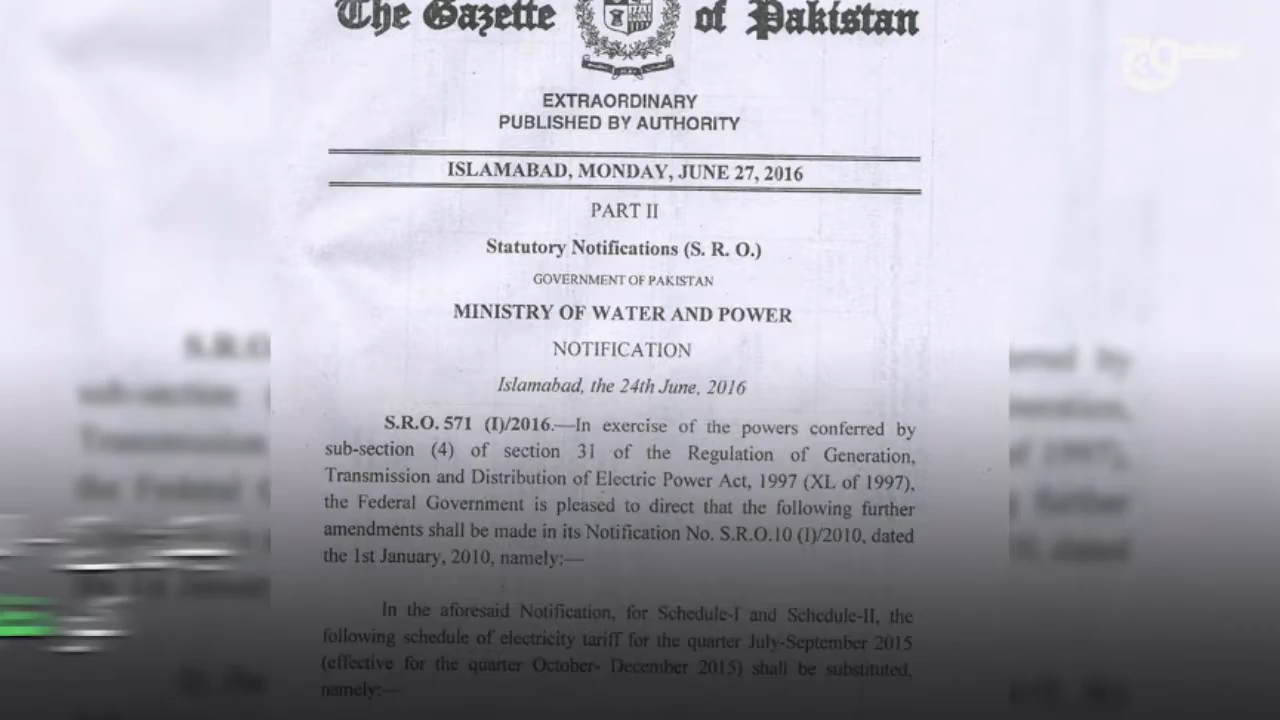 The Gazette of Pakistan
EXTRAORDINARY
PUBLISHED BY AUTHORITY
ISLAMABAD, MONDAY, JUNE 27, 2016
PART II
Statutory Notifications (S. R. O.)
GOVERNMENT OF PAKISTAN
MINISTRY OF WATER AND POWER
NOTIFICATION
Islamabad, the 24th June, 2016
S.R.O. 571 (I)/2016.—In exercise of the powers conferred by
sub-section (4) of section 31 of the Regulation of Generation,
Transmission and Distribution of Electric Power Act, 1997 (XL of 1997),
the Federal Government is pleased to direct that the following further
amendments shall be made in its Notification No. S.R.O.10 (I)/2010, dated
the 1st January, 2010, namely:—
In the aforesaid Notification, for Schedule-I and Schedule-II, the
following schedule of electricity tariff for the quarter July-September 2015
(effective for the quarter October- December 2015) shall be substituted,
namely:—